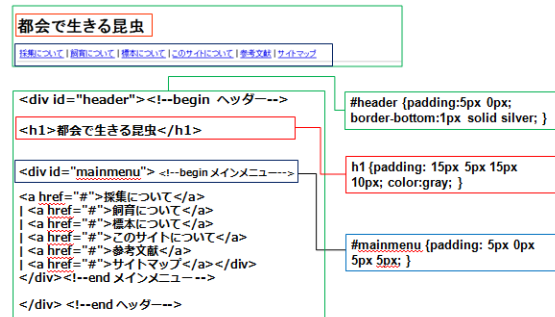 都会で生きる昆虫
採集について | 飼育について | 標本について | このサイトについて | 参考文献 | サイトマップ
<div id="header"><!--begin ヘッダー-->
<h1>都会で生きる昆虫</h1>
<div id="mainmenu"> <!--begin メインメニュー-->
<a href="#">採集について</a>
| <a href="#">飼育について</a>
| <a href="#">標本について</a>
| <a href="#">このサイトについて</a>
| <a href="#">参考文献</a>
| <a href="#">サイトマップ</a></div>
</div><!--end メインメニュー-->
</div> <!--end ヘッダー-->
#header {padding:5px 0px;
border-bottom:1px solid silver; }
h1 {padding: 15px 5px 15px
10px; color:gray; }
#mainmenu {padding: 5px 0px
5px 5px; }